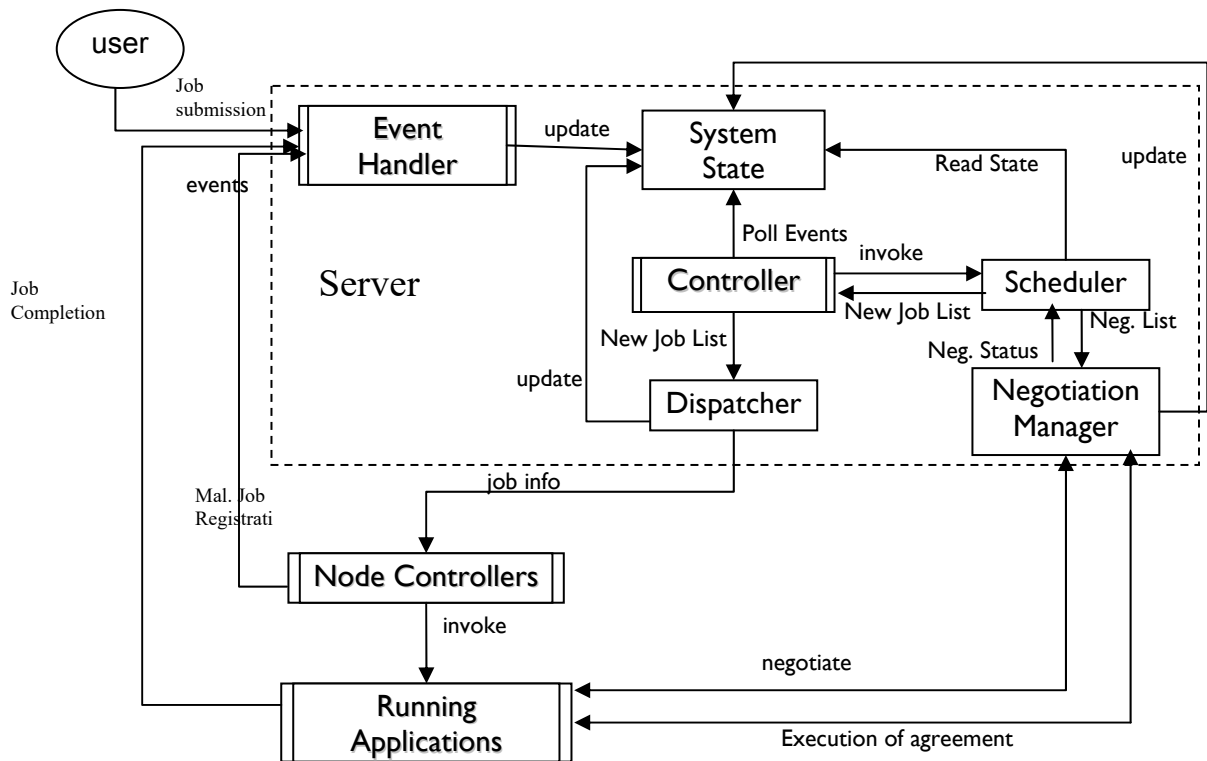 user
Job
submission
Event
Handler
update
System
State
Read State
update
events
Poll Events
invoke
Server
Controller
Scheduler
Job
Completion
New Job List
Neg. List
New Job List
Neg. Status
update
Dispatcher
Negotiation
Manager
job info
Mal. Job
Registrati
Node Controllers
invoke
negotiate
Running
Applications
Execution of agreement